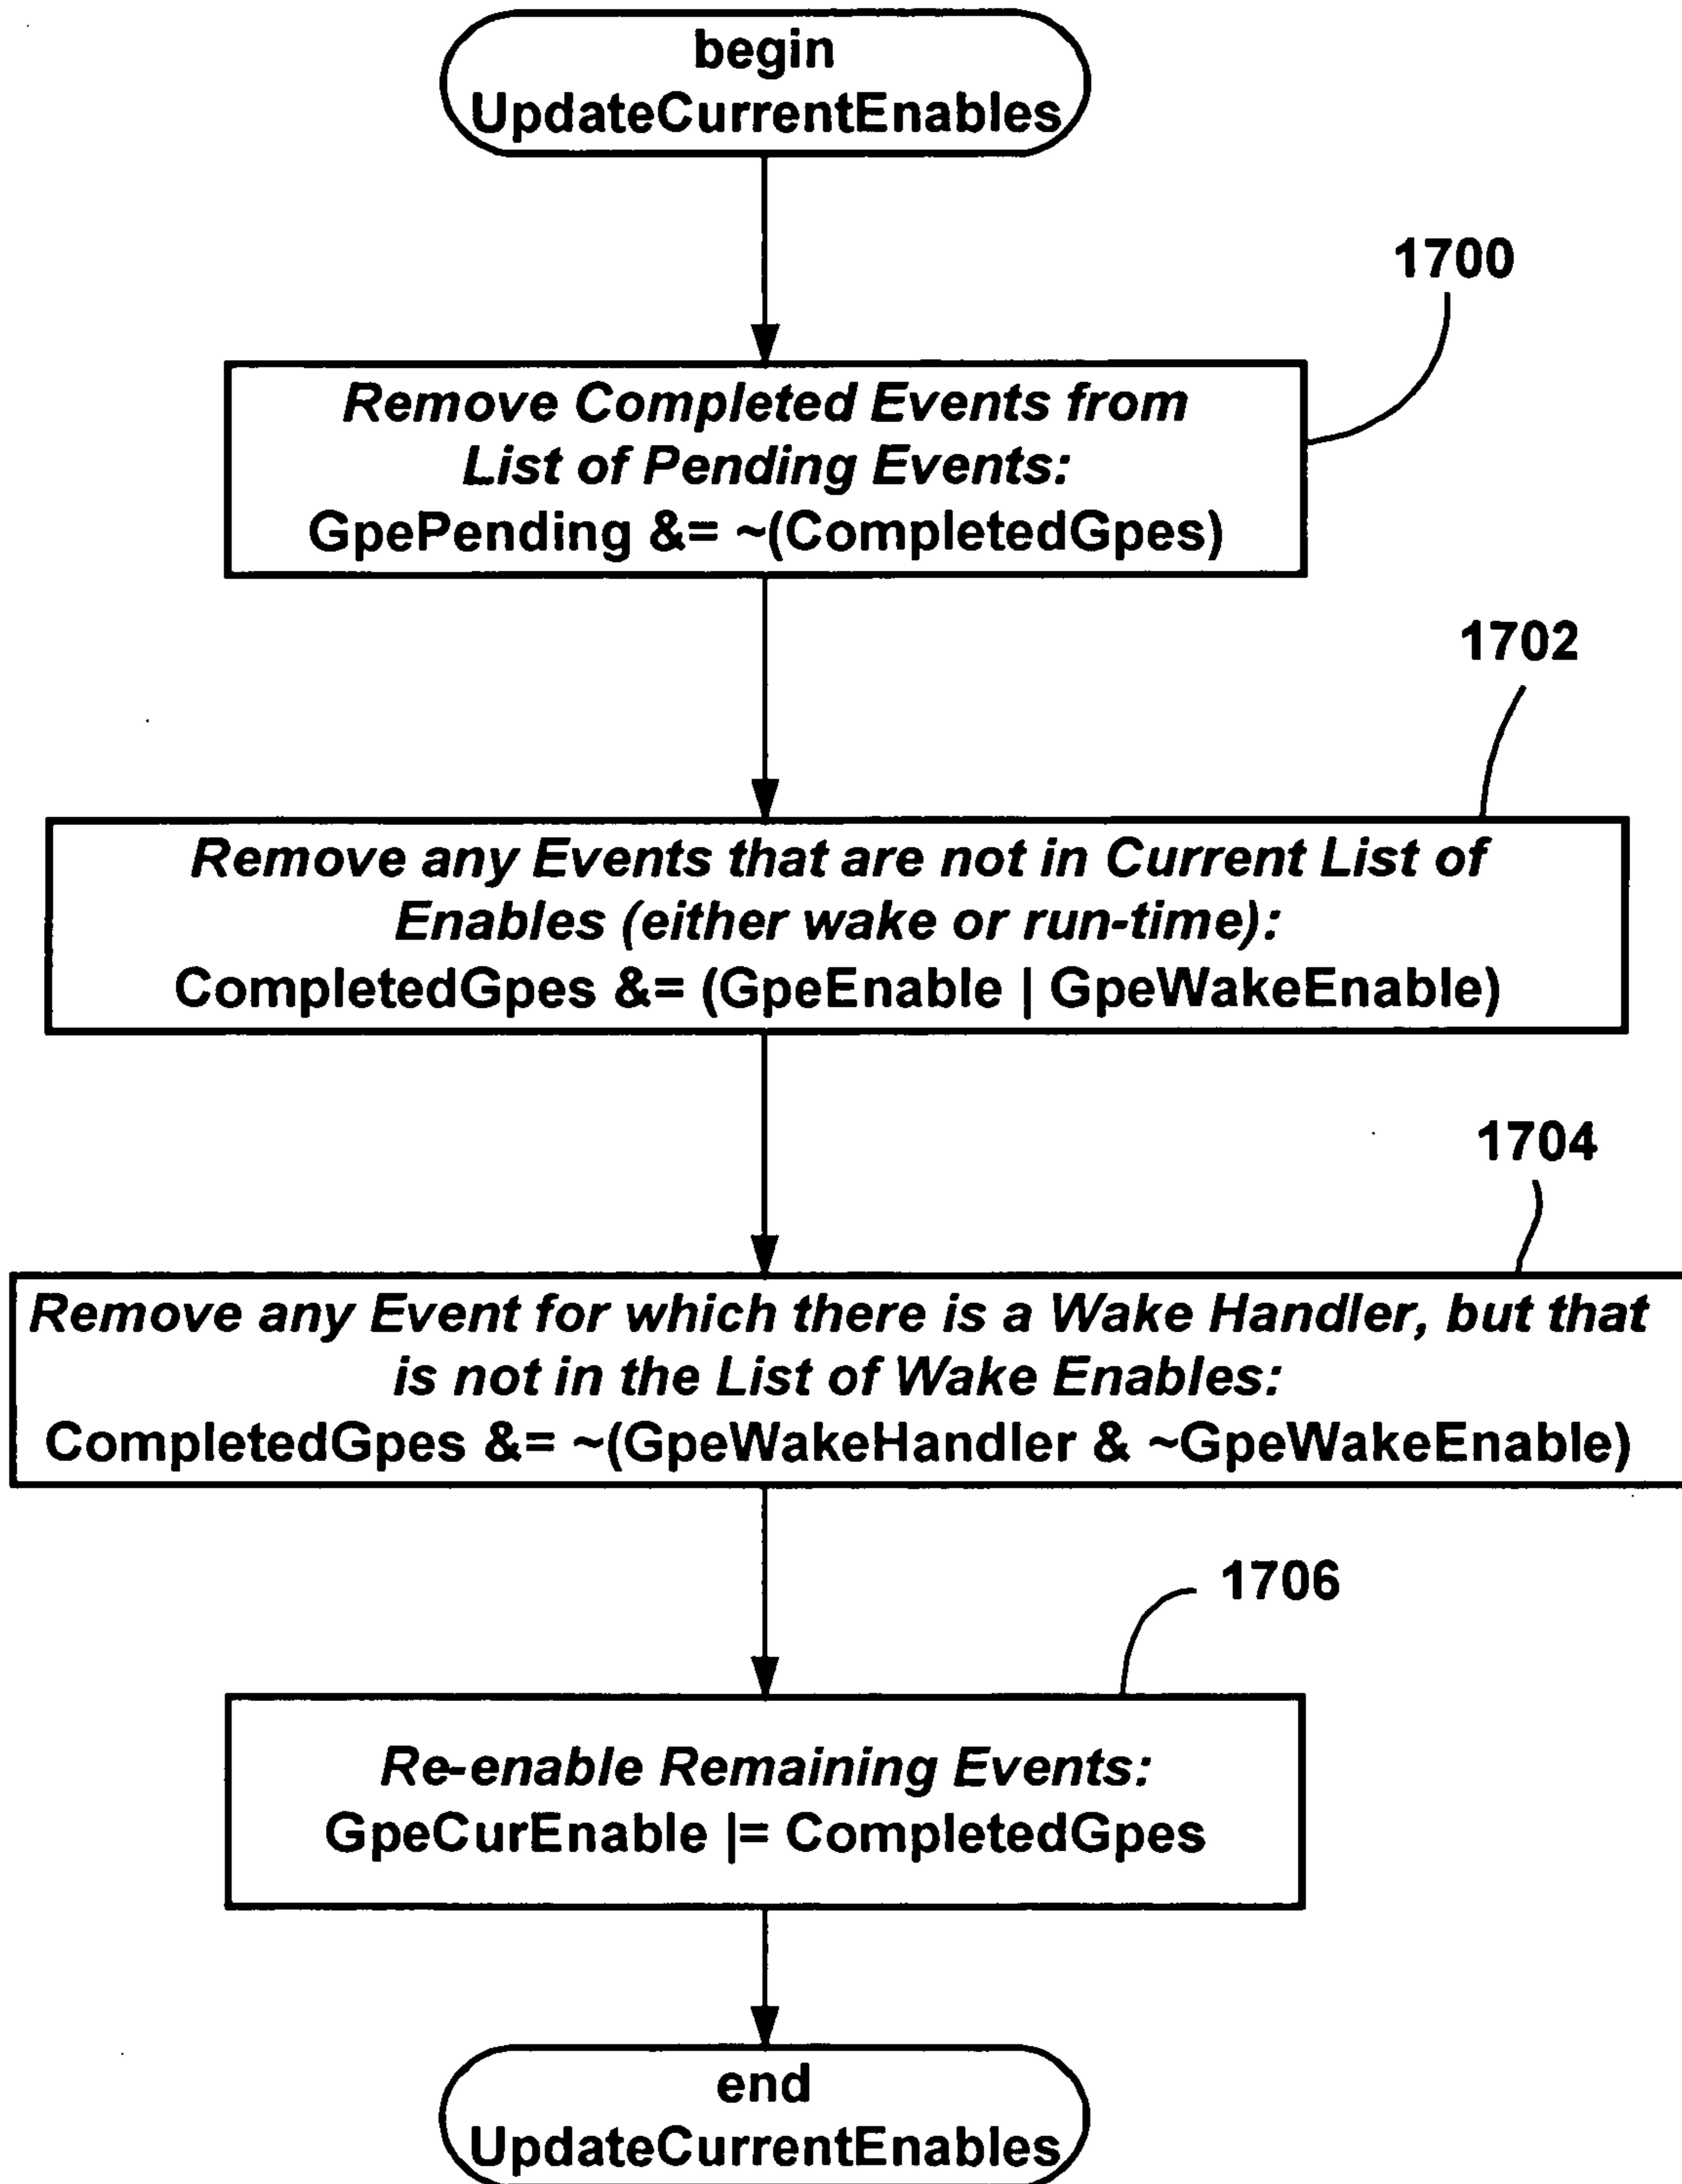 begin
UpdateCurrentEnables
1700
Remove Completed Events from
List of Pending Events:
GpePending &= ~(CompletedGpes)
1702
Remove any Events that are not in Current List of
Enables (either wake or run-time):
CompletedGpes &= (GpeEnable | GpeWakeEnable)
1704
Remove any Event for which there is a Wake Handler, but that
is not in the List of Wake Enables:
CompletedGpes &= ~(GpeWakeHandler & ~GpeWakeEnable)
1706
Re-enable Remaining Events:
GpeCurEnable |= CompletedGpes
end
UpdateCurrentEnables